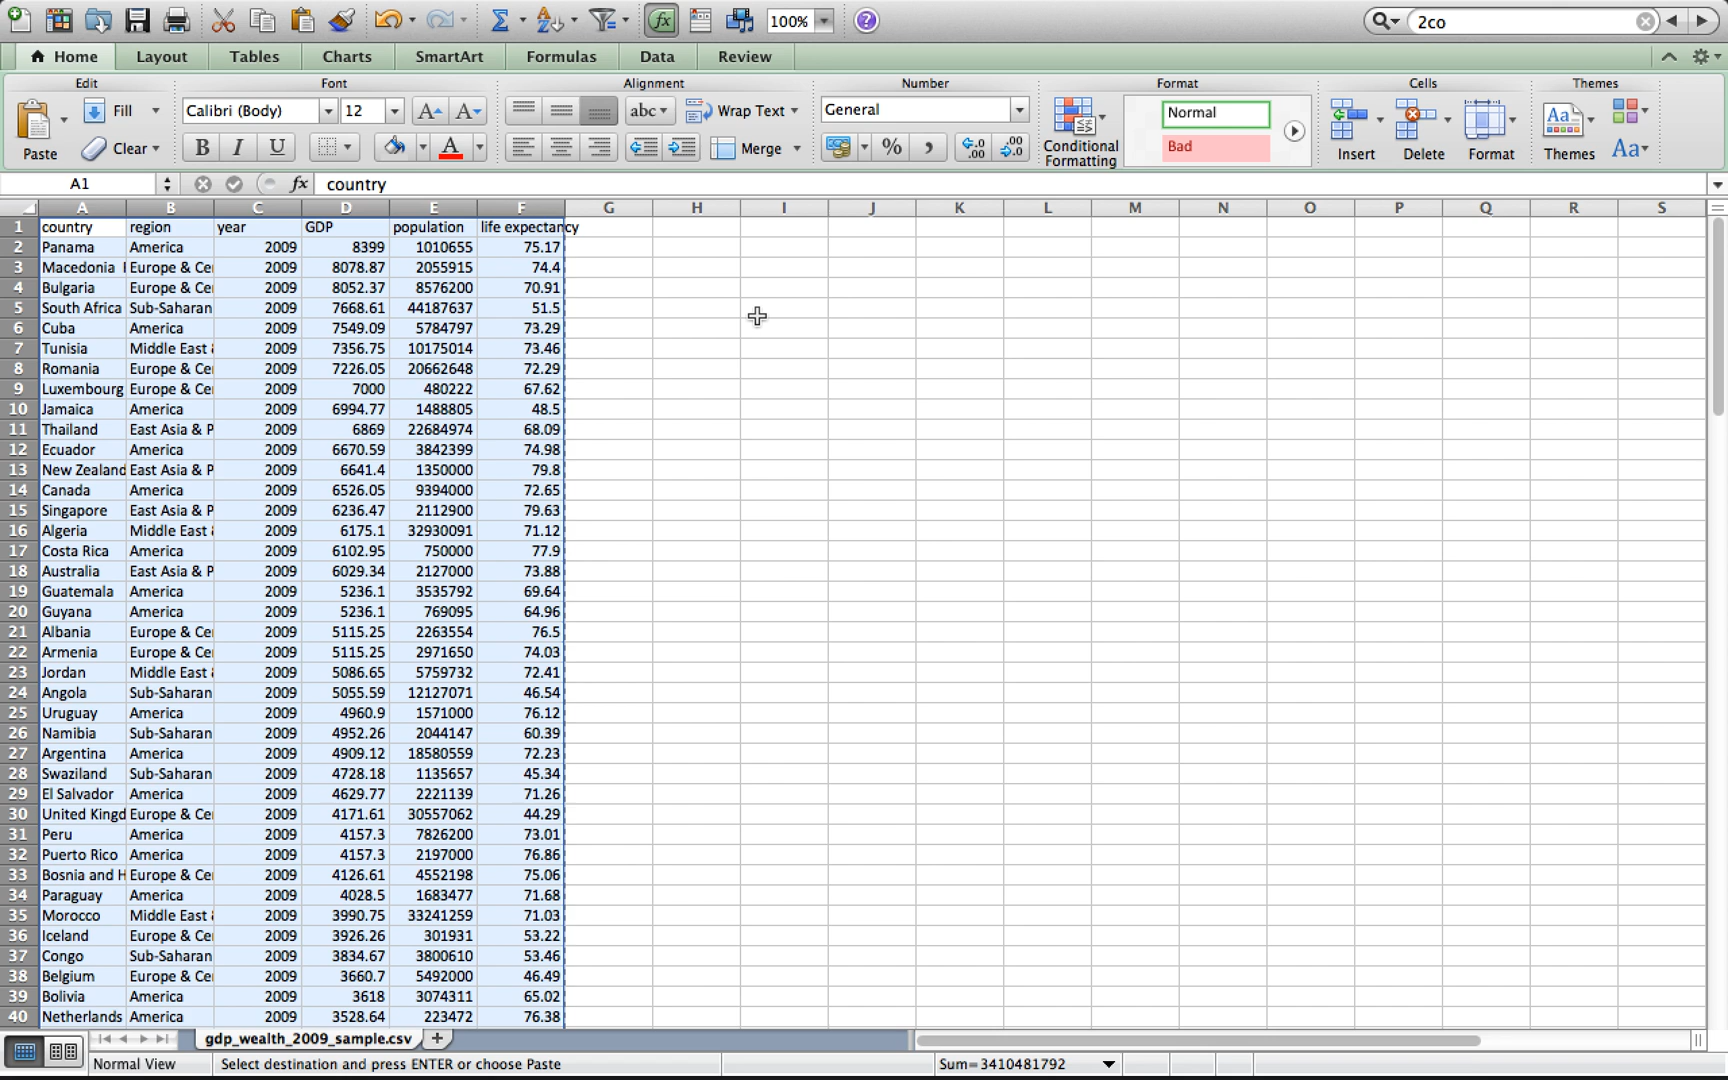 100%
2co
Home Layout Tables Charts SmartArt Formulas Data Review
Edit Font Alignment Number Format Cells Themes
Fill Calibri (Body) 12 abc Wrap Text General Normal
Paste Clear B I U A Merge % Conditional Formatting Bad Insert Delete Format Themes Aa
A1 fx country
A B C D E F G H I J K L M N O P Q R S
1 country region year GDP population life expectancy
2 Panama America 2009 8399 1010655 75.17
3 Macedonia Europe & Ce 2009 8078.87 2055915 74.4
4 Bulgaria Europe & Ce 2009 8052.37 8576200 70.91
5 South Africa Sub-Saharan 2009 7668.61 44187637 51.5
6 Cuba America 2009 7549.09 5784797 73.29
7 Tunisia Middle East 2009 7356.75 10175014 73.46
8 Romania Europe & Ce 2009 7226.05 20662648 72.29
9 Luxembourg Europe & Ce 2009 7000 480222 67.62
10 Jamaica America 2009 6994.77 1488805 48.5
11 Thailand East Asia & P 2009 6869 22684974 68.09
12 Ecuador America 2009 6670.59 3842399 74.98
13 New Zealand East Asia & P 2009 6641.4 1350000 79.8
14 Canada America 2009 6526.05 9394000 72.65
15 Singapore East Asia & P 2009 6236.47 2112900 79.63
16 Algeria Middle East 2009 6175.1 32930091 71.12
17 Costa Rica America 2009 6102.95 750000 77.9
18 Australia East Asia & P 2009 6029.34 2127000 73.88
19 Guatemala America 2009 5236.1 3535792 69.64
20 Guyana America 2009 5236.1 769095 64.96
21 Albania Europe & Ce 2009 5115.25 2263554 76.5
22 Armenia Europe & Ce 2009 5115.25 2971650 74.03
23 Jordan Middle East 2009 5086.65 5759732 72.41
24 Angola Sub-Saharan 2009 5055.59 12127071 46.54
25 Uruguay America 2009 4960.9 1571000 76.12
26 Namibia Sub-Saharan 2009 4952.26 2044147 60.39
27 Argentina America 2009 4909.12 18580559 72.23
28 Swaziland Sub-Saharan 2009 4728.18 1135657 45.34
29 El Salvador America 2009 4629.77 2221139 71.26
30 United Kingd Europe & Ce 2009 4171.61 30557062 44.29
31 Peru America 2009 4157.3 7826200 73.01
32 Puerto Rico America 2009 4157.3 2197000 76.86
33 Bosnia and H Europe & Ce 2009 4126.61 4552198 75.06
34 Paraguay America 2009 4028.5 1683477 71.68
35 Morocco Middle East 2009 3990.75 33241259 71.03
36 Iceland Europe & Ce 2009 3926.26 301931 53.22
37 Congo Sub-Saharan 2009 3834.67 3800610 53.46
38 Belgium Europe & Ce 2009 3660.7 5492000 46.49
39 Bolivia America 2009 3618 3074311 65.02
40 Netherlands America 2009 3528.64 223472 76.38
gdp_wealth_2009_sample.csv
Normal View Select destination and press ENTER or choose Paste Sum=3410481792